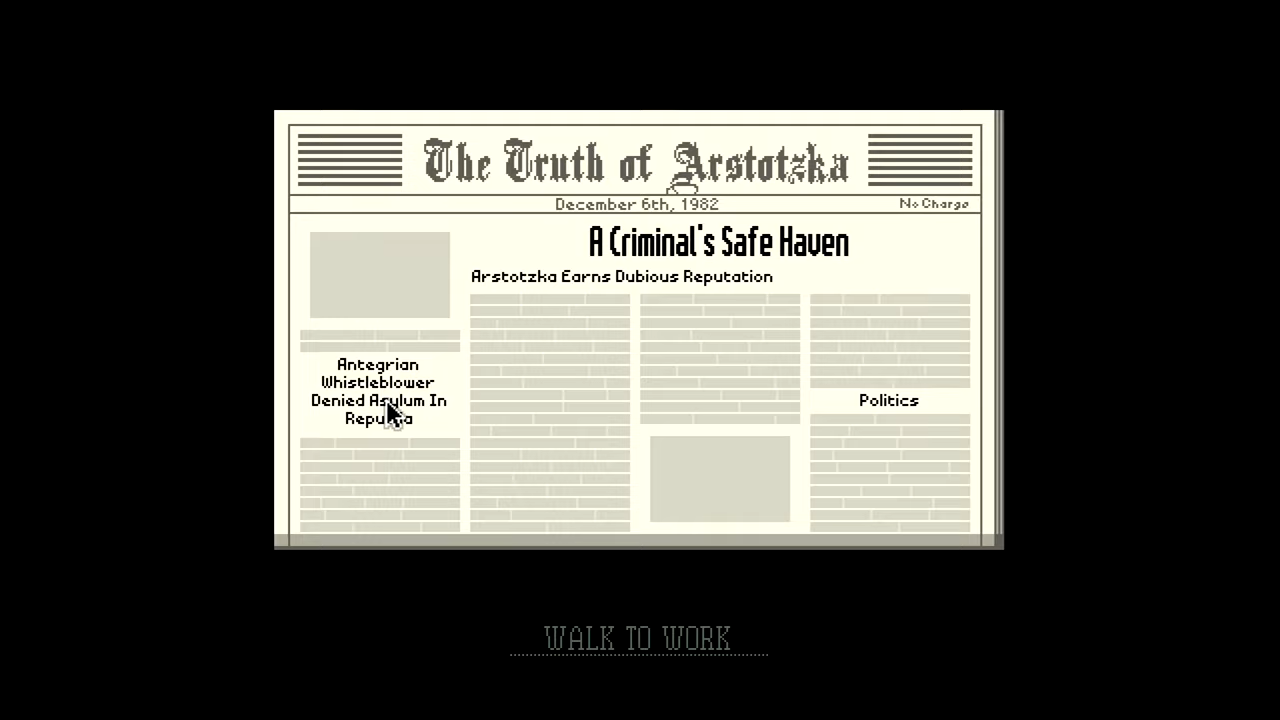 The Truth of Arstotzka
December 6th, 1982
No Charge
A Criminal's Safe Haven
Arstotzka Earns Dubious Reputation
Antegrian
Whistleblower
Denied Asylum In
Politics
WALK TO WORK